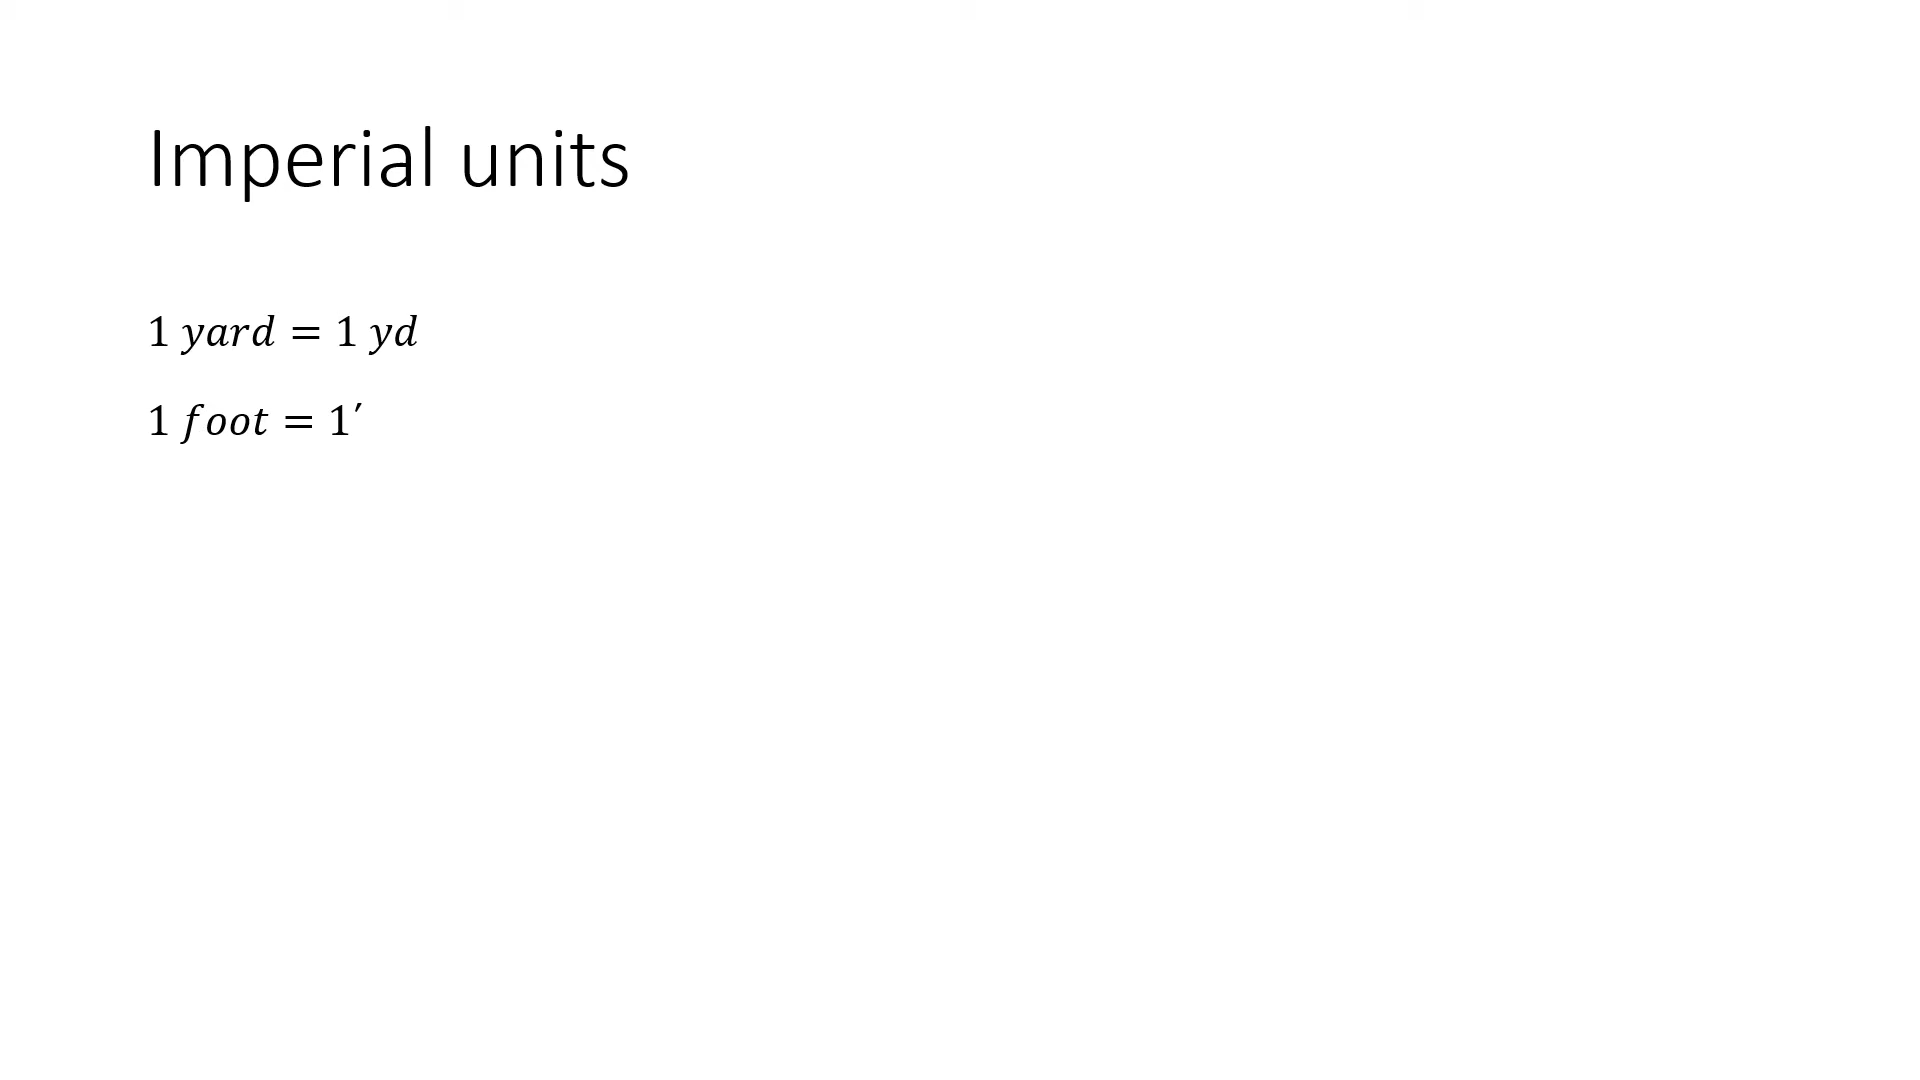 Imperial units
1 yard = 1 yd
1 foot = 1′